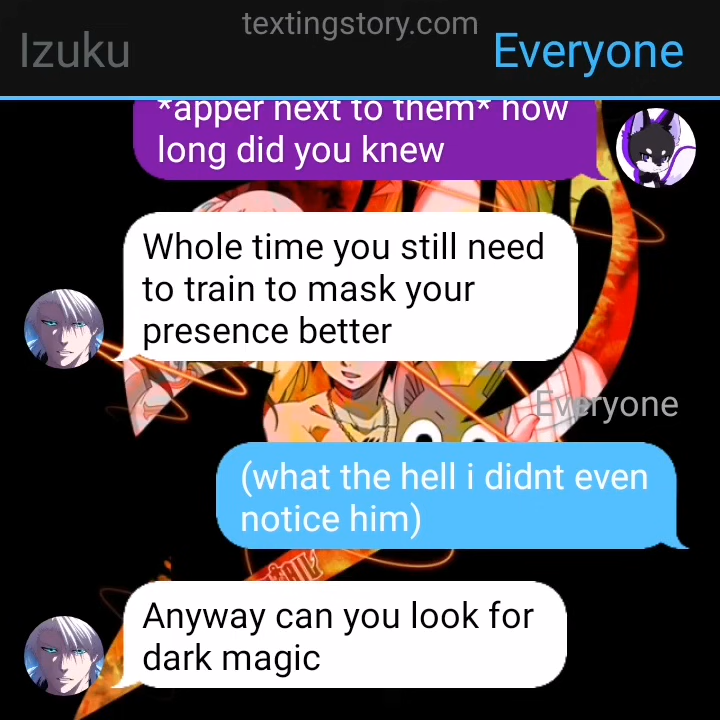 textingstory.com
Izuku
Everyone
*apper next to them* how
long did you knew
Whole time you still need
to train to mask your
presence better
Everyone
(what the hell i didnt even
notice him)
Anyway can you look for
dark magic